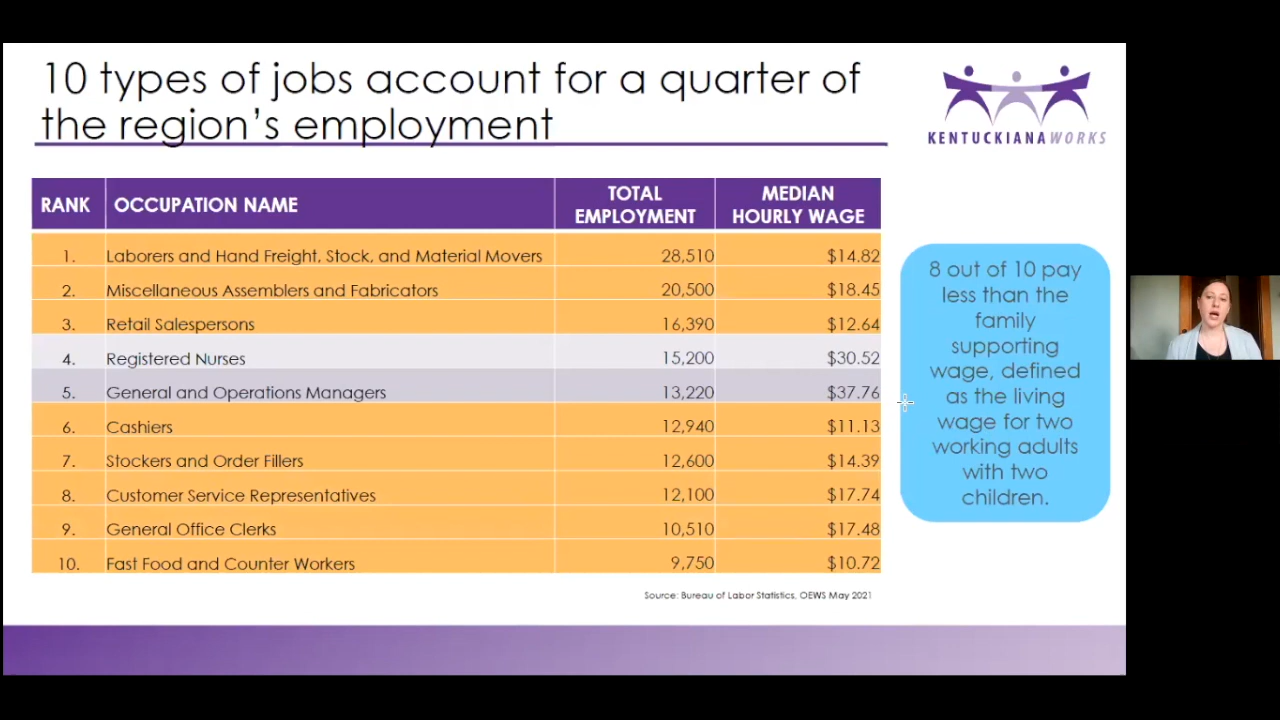 10 types of jobs account for a quarter of
the region's employment
KENTUCKIANAWORKS
RANK OCCUPATION NAME TOTAL EMPLOYMENT MEDIAN HOURLY WAGE
1. Laborers and Hand Freight, Stock, and Material Movers 28,510 $14.82
2. Miscellaneous Assemblers and Fabricators 20,500 $18.45
3. Retail Salespersons 16,390 $12.64
4. Registered Nurses 15,200 $30.52
5. General and Operations Managers 13,220 $37.76
6. Cashiers 12,940 $11.13
7. Stockers and Order Fillers 12,600 $14.39
8. Customer Service Representatives 12,100 $17.74
9. General Office Clerks 10,510 $17.48
10. Fast Food and Counter Workers 9,750 $10.72
8 out of 10 pay
less than the
family
supporting
wage, defined
as the living
wage for two
working adults
with two
children.
Source: Bureau of Labor Statistics, OEWS May 2021